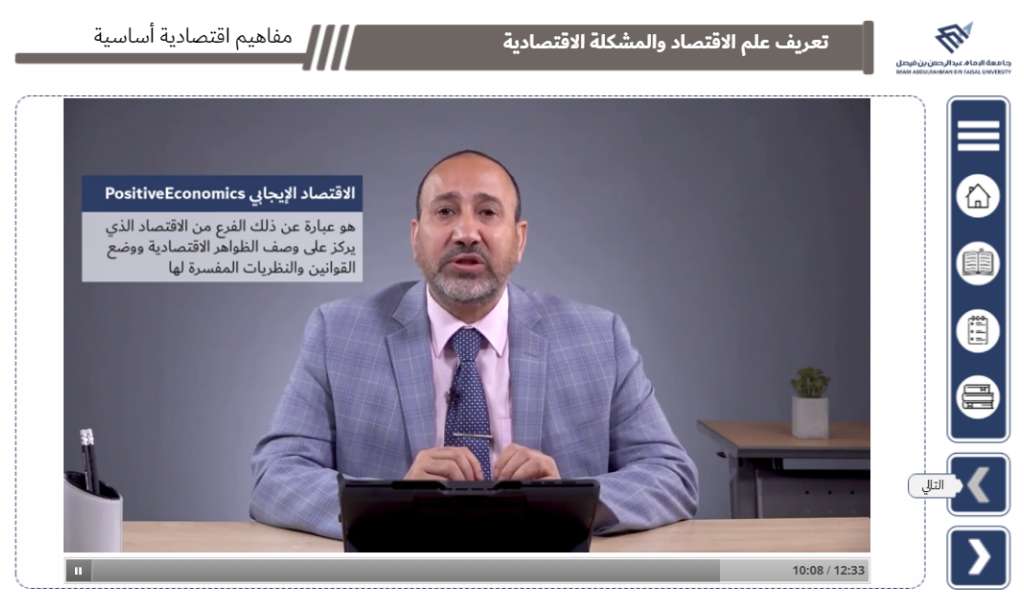 مفاهيم اقتصادية أساسية
تعريف علم الاقتصاد والمشكلة الاقتصادية
جامعة الإمام عبدالرحمن بن فيصل
IMAM ABDULRAHMAN BIN FAISAL UNIVERSITY
الاقتصاد الإيجابي PositiveEconomics
هو عبارة عن ذلك الفرع من الاقتصاد الذي
يركز على وصف الظواهر الاقتصادية ووضع
القوانين والنظريات المفسرة لها
التالي
10:08 / 12:33